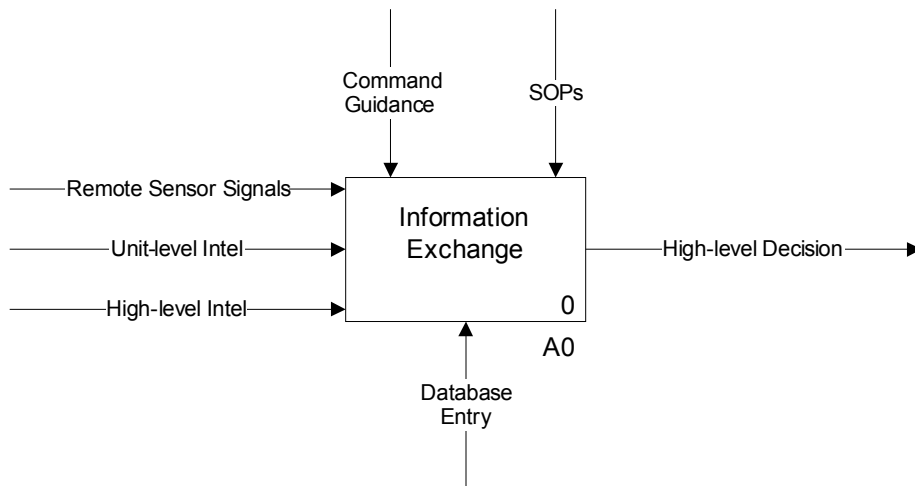 Command
Guidance
SOPs
Remote Sensor Signals
Unit-level Intel
High-level Intel
Information
Exchange
0
A0
High-level Decision
Database
Entry